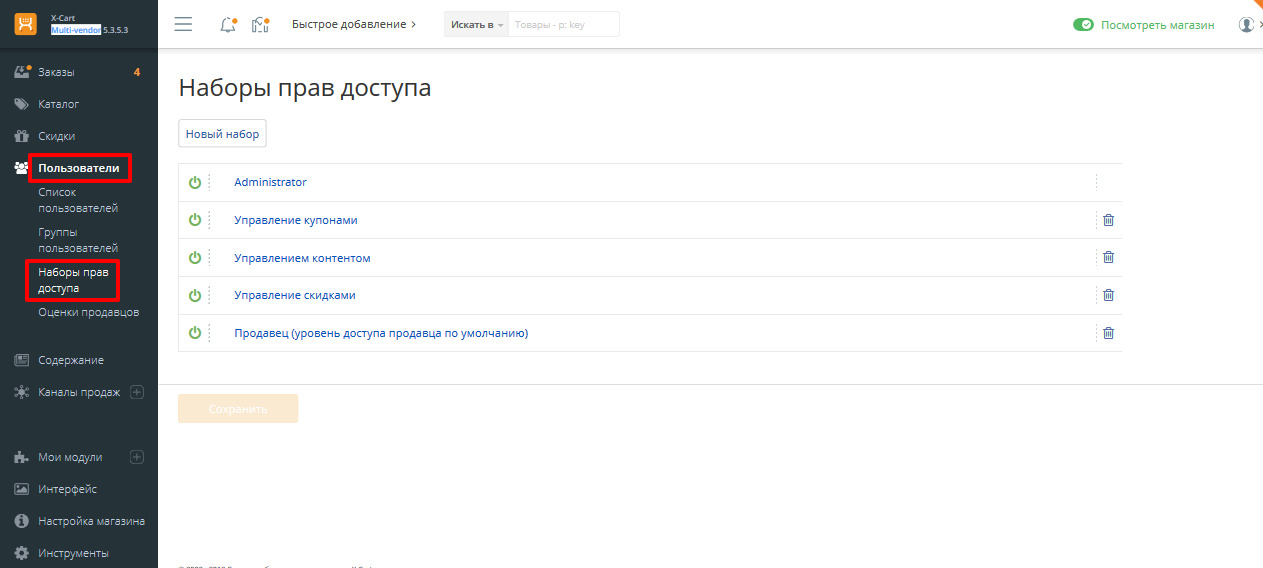 X-Cart
Multi-vendor 5.3.5.3
Быстрое добавление
Искать в
Товары - p: key
Посмотреть магазин
Заказы 4
Каталог
Скидки
Пользователи
Список
пользователей
Группы
пользователей
Наборы прав
доступа
Оценки продавцов
Содержание
Каналы продаж
Мои модули
Интерфейс
Настройка магазина
Инструменты
Наборы прав доступа
Новый набор
Administrator
Управление купонами
Управлением контентом
Управление скидками
Продавец (уровень доступа продавца по умолчанию)
Сохранить